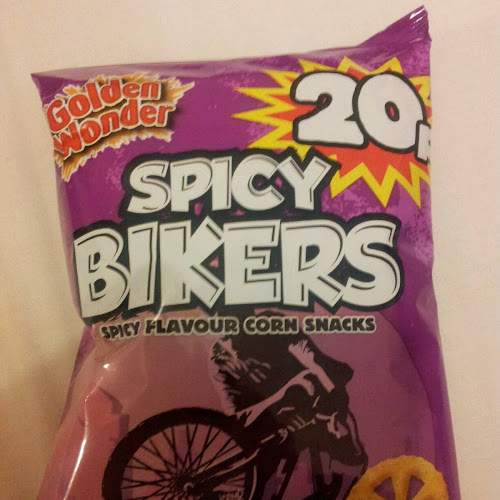 Golden
Wonder
20p
SPICY
BIKERS
SPICY FLAVOUR CORN SNACKS